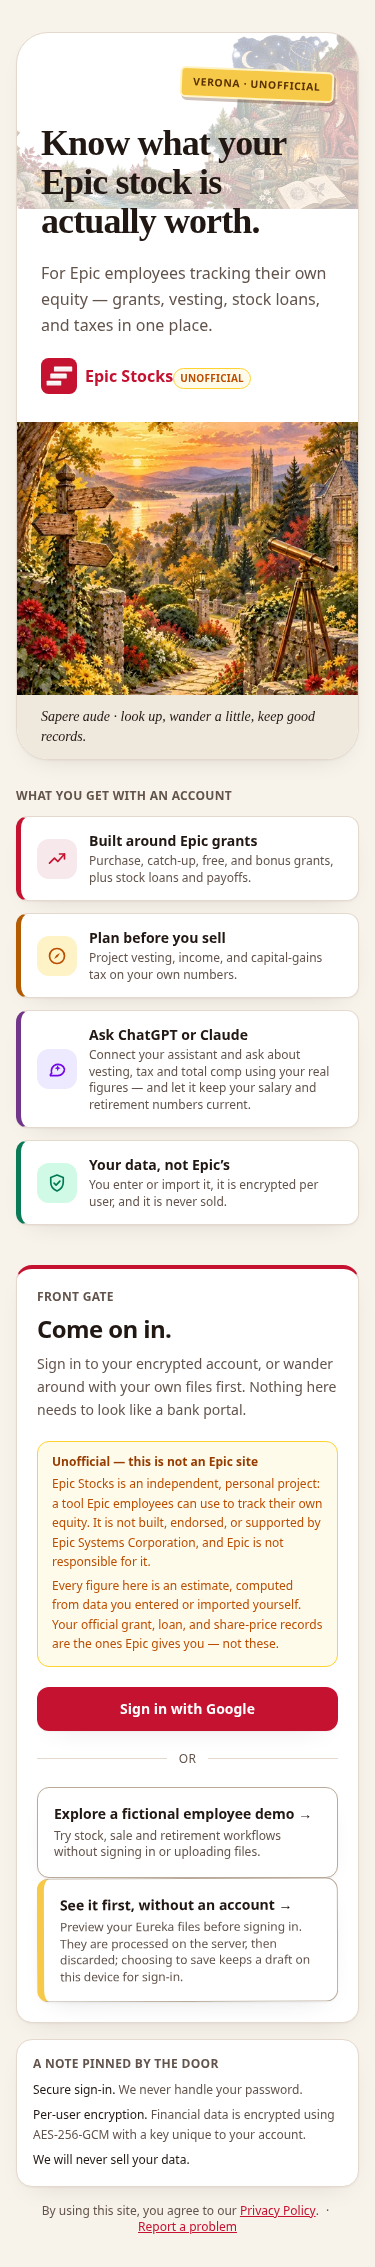 VERONA · UNOFFICIAL
Know what your
Epic stock is
actually worth.
For Epic employees tracking their own
equity — grants, vesting, stock loans,
and taxes in one place.
Epic Stocks UNOFFICIAL
Sapere aude · look up, wander a little, keep good
records.
WHAT YOU GET WITH AN ACCOUNT
Built around Epic grants
Purchase, catch-up, free, and bonus grants,
plus stock loans and payoffs.
Plan before you sell
Project vesting, income, and capital-gains
tax on your own numbers.
Ask ChatGPT or Claude
Connect your assistant and ask about
vesting, tax and total comp using your real
figures — and let it keep your salary and
retirement numbers current.
Your data, not Epic’s
You enter or import it, it is encrypted per
user, and it is never sold.
FRONT GATE
Come on in.
Sign in to your encrypted account, or wander
around with your own files first. Nothing here
needs to look like a bank portal.
Unofficial — this is not an Epic site
Epic Stocks is an independent, personal project:
a tool Epic employees can use to track their own
equity. It is not built, endorsed, or supported by
Epic Systems Corporation, and Epic is not
responsible for it.
Every figure here is an estimate, computed
from data you entered or imported yourself.
Your official grant, loan, and share-price records
are the ones Epic gives you — not these.
Sign in with Google
OR
Explore a fictional employee demo →
Try stock, sale and retirement workflows
without signing in or uploading files.
See it first, without an account →
Preview your Eureka files before signing in.
They are processed on the server, then
discarded; choosing to save keeps a draft on
this device for sign-in.
A NOTE PINNED BY THE DOOR
Secure sign-in. We never handle your password.
Per-user encryption. Financial data is encrypted using
AES-256-GCM with a key unique to your account.
We will never sell your data.
By using this site, you agree to our Privacy Policy. ·
Report a problem